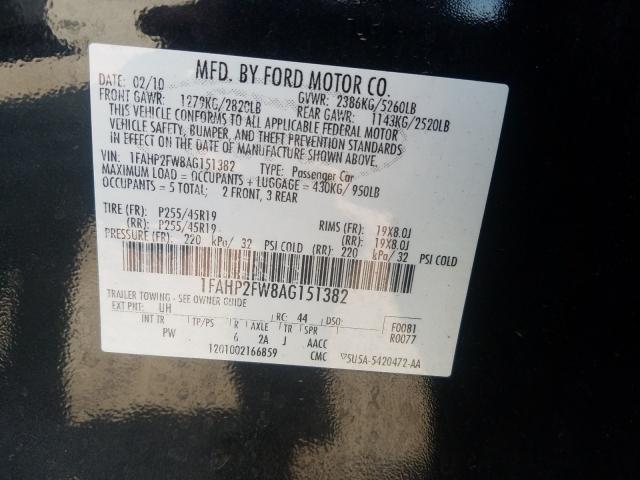 MFD. BY FORD MOTOR CO.
DATE: 02/10 GVWR: 2386KG/5260LB
FRONT GAWR: 1279KG/2820LB REAR GAWR: 1143KG/2520LB
THIS VEHICLE CONFORMS TO ALL APPLICABLE FEDERAL MOTOR
VEHICLE SAFETY, BUMPER, AND THEFT PREVENTION STANDARDS
IN EFFECT ON THE DATE OF MANUFACTURE SHOWN ABOVE.
VIN: 1FAHP2FW8AG151382 TYPE: Passenger Car
MAXIMUM LOAD = OCCUPANTS + LUGGAGE = 430KG/950LB
OCCUPANTS = 5 TOTAL: 2 FRONT, 3 REAR
TIRE (FR): P255/45R19 RIMS (FR): 19X8.0J
(RR): P255/45R19 (RR): 19X8.0J
PRESSURE (FR): 220 kPa/ 32 PSI COLD (RR): 220 kPa/ 32 PSI COLD
1FAHP2FW8AG151382
TRAILER TOWING - SEE OWNER GUIDE
EXT PNT: UH RC: 44 DSO: F0081
INT TR TP/PS R AXLE TR SPR R0077
PW 6 2A J AACC
1201002166859 CMC ▽5U5A-5420472-AA